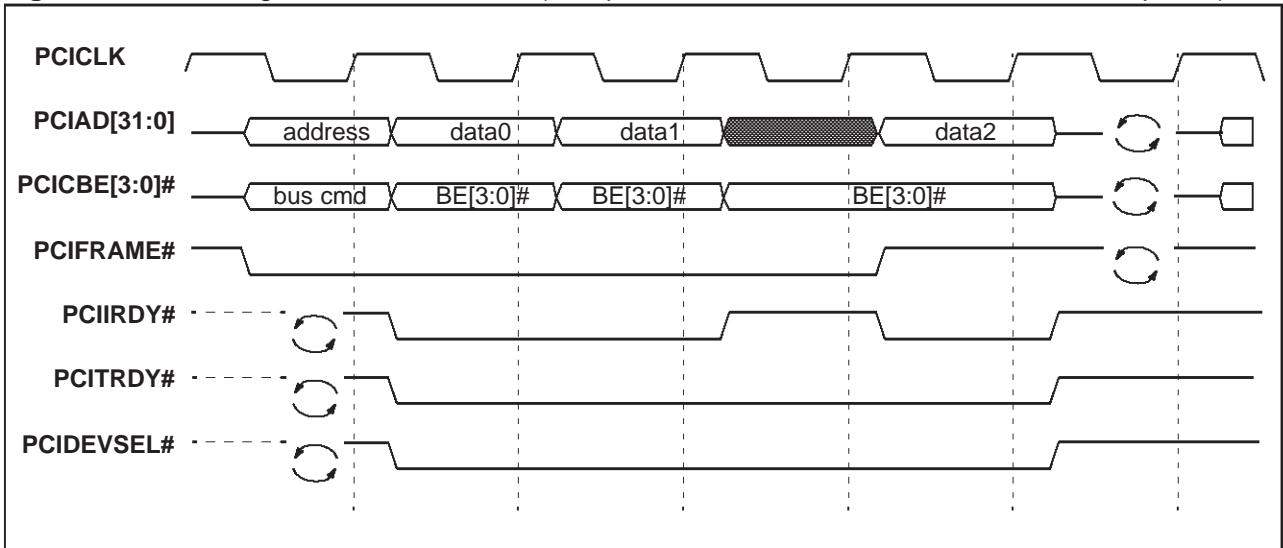 PCICLK
PCIAD[31:0] address data0 data1 data2
PCICBE[3:0]# bus cmd BE[3:0]# BE[3:0]# BE[3:0]#
PCIFRAME#
PCIIRDY#
PCITRDY#
PCIDEVSEL#